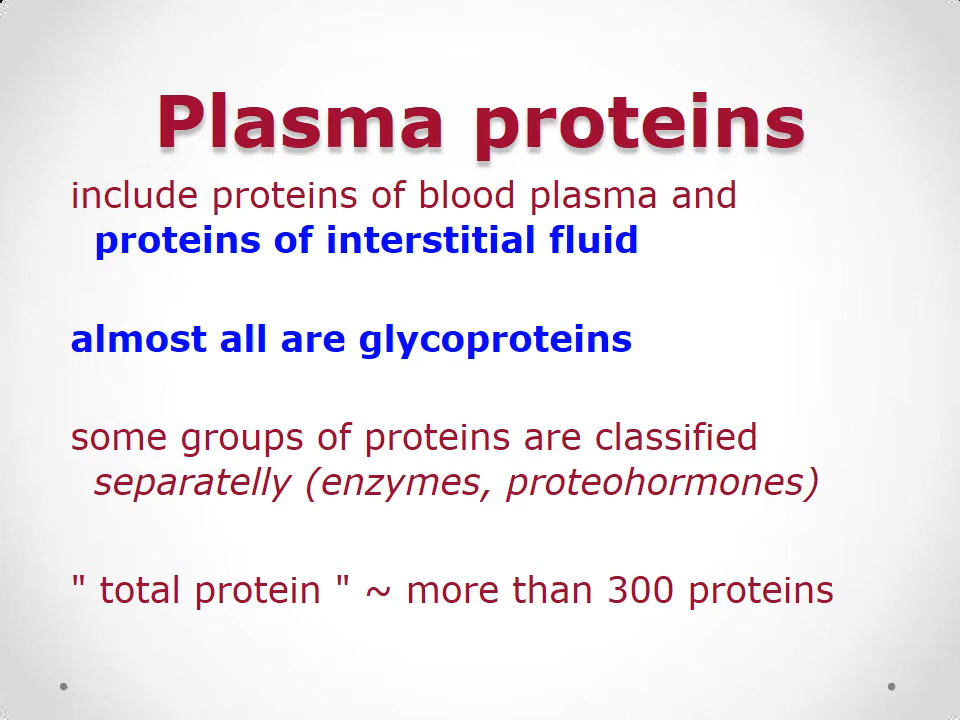 Plasma proteins
include proteins of blood plasma and
proteins of interstitial fluid
almost all are glycoproteins
some groups of proteins are classified
separatelly (enzymes, proteohormones)
" total protein " ~ more than 300 proteins